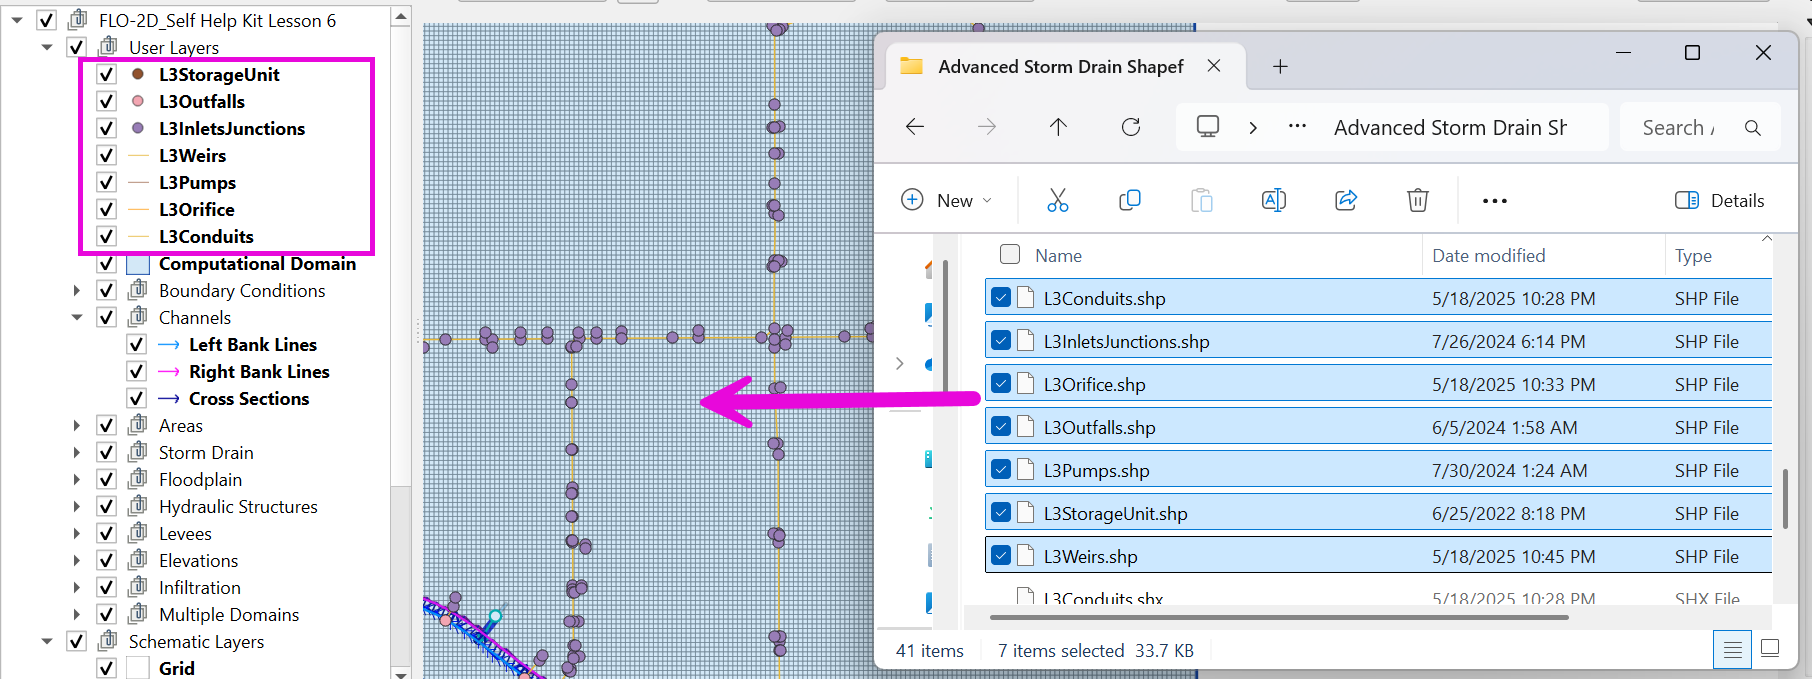 FLO-2D_Self Help Kit Lesson 6
User Layers
L3StorageUnit
L3Outfalls
L3InletsJunctions
L3Weirs
L3Pumps
L3Orifice
L3Conduits
Computational Domain
Boundary Conditions
Channels
Left Bank Lines
Right Bank Lines
Cross Sections
Areas
Storm Drain
Floodplain
Hydraulic Structures
Levees
Elevations
Infiltration
Multiple Domains
Schematic Layers
Grid
Advanced Storm Drain Shapef
Advanced Storm Drain Sh
Search
New
Details
Name Date modified Type
L3Conduits.shp 5/18/2025 10:28 PM SHP File
L3InletsJunctions.shp 7/26/2024 6:14 PM SHP File
L3Orifice.shp 5/18/2025 10:33 PM SHP File
L3Outfalls.shp 6/5/2024 1:58 AM SHP File
L3Pumps.shp 7/30/2024 1:24 AM SHP File
L3StorageUnit.shp 6/25/2022 8:18 PM SHP File
L3Weirs.shp 5/18/2025 10:45 PM SHP File
L3Conduits.shx 5/18/2025 10:28 PM SHX File
41 items 7 items selected 33.7 KB